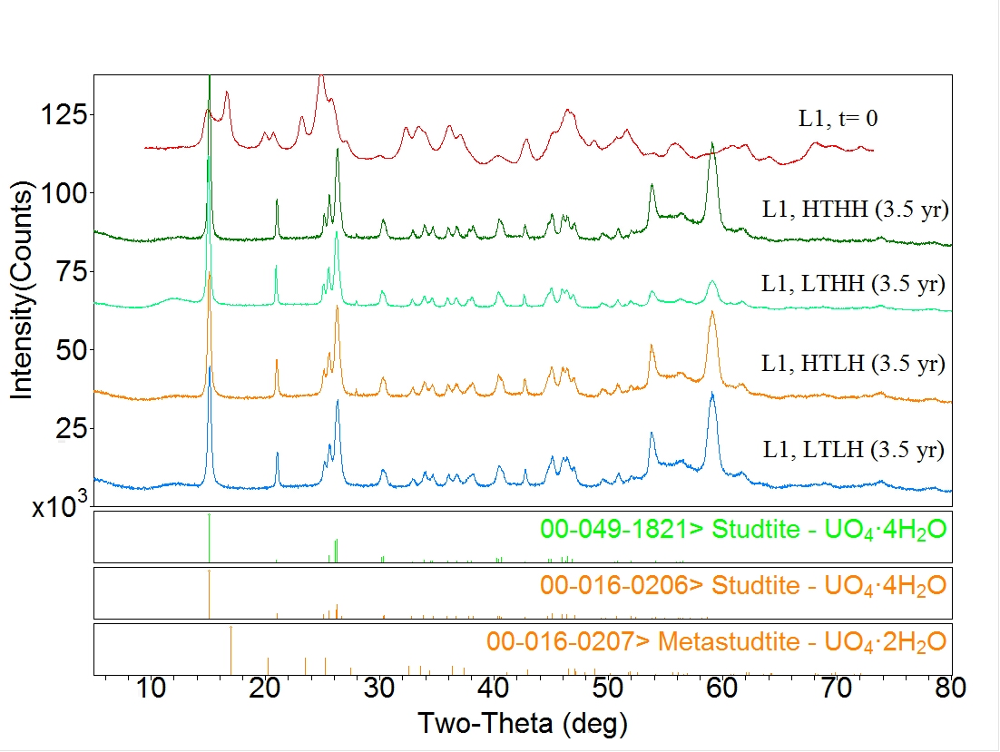 125
L1, t= 0
100
L1, HTHH (3.5 yr)
75
L1, LTHH (3.5 yr)
50
L1, HTLH (3.5 yr)
25
L1, LTLH (3.5 yr)
x10³
Intensity(Counts)
00-049-1821> Studtite - UO₄·4H₂O
00-016-0206> Studtite - UO₄·4H₂O
00-016-0207> Metastudtite - UO₄·2H₂O
10 20 30 40 50 60 70 80
Two-Theta (deg)